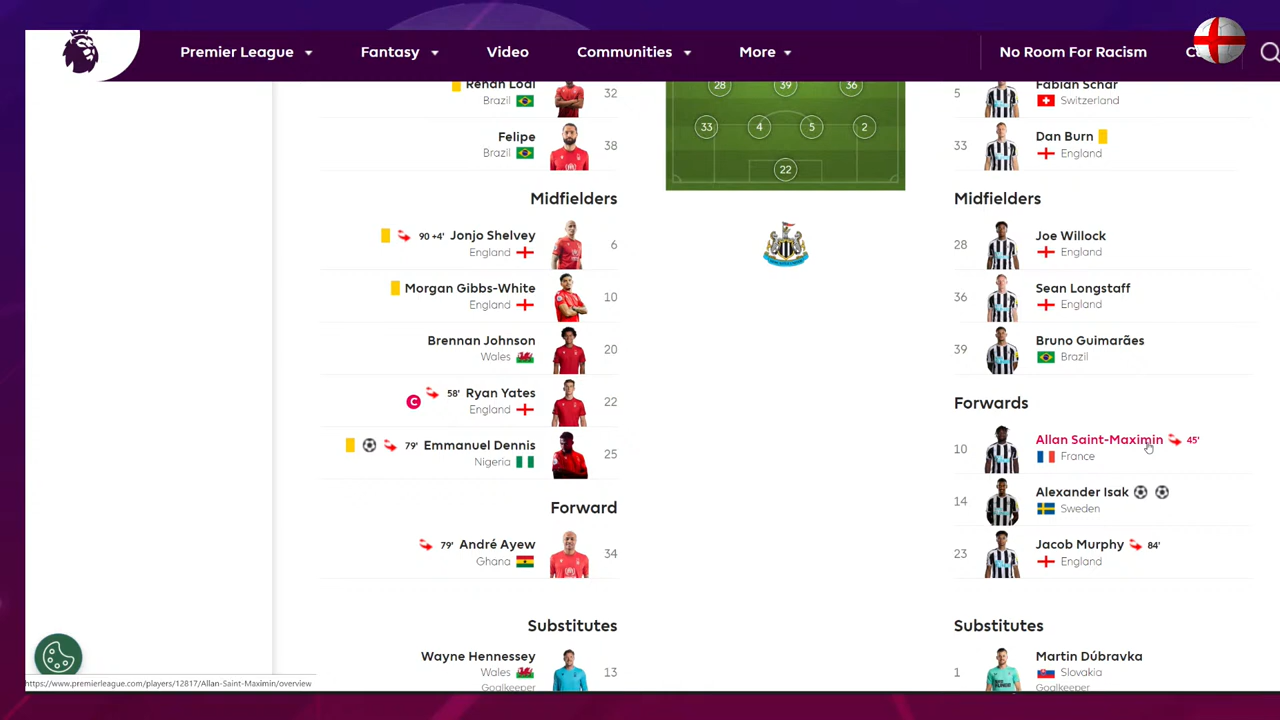 Premier League
Fantasy
Video
Communities
More
No Room For Racism
Renan Lodi
Brazil
32
Felipe
Brazil
38
Midfielders
90 +4' Jonjo Shelvey
England
6
Morgan Gibbs-White
England
10
Brennan Johnson
Wales
20
C 58' Ryan Yates
England
22
79' Emmanuel Dennis
Nigeria
25
Forward
79' André Ayew
Ghana
34
Substitutes
Wayne Hennessey
Wales
Goalkeeper
13
28 39 36
33 4 5 2
22
Fabian Schär
5
Switzerland
Dan Burn
33
England
Midfielders
Joe Willock
28
England
Sean Longstaff
36
England
Bruno Guimarães
39
Brazil
Forwards
Allan Saint-Maximin 45'
10
France
Alexander Isak
14
Sweden
Jacob Murphy 84'
23
England
Substitutes
Martin Dúbravka
1
Slovakia
Goalkeeper
https://www.premierleague.com/players/12817/Allan-Saint-Maximin/overview